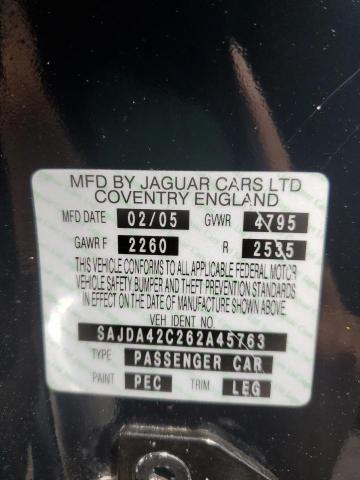 MFD BY JAGUAR CARS LTD
COVENTRY ENGLAND
MFD DATE 02/05 GVWR 4795
GAWR F 2260 R 2535
THIS VEHICLE CONFORMS TO ALL APPLICABLE FEDERAL MOTOR
VEHICLE SAFETY BUMPER AND THEFT PREVENTION STANDARDS
IN EFFECT ON THE DATE OF MANUFACTURE SHOWN ABOVE.
VEH IDENT NO.
SAJDA42C262A45763
TYPE PASSENGER CAR
PAINT PEC TRIM LEG